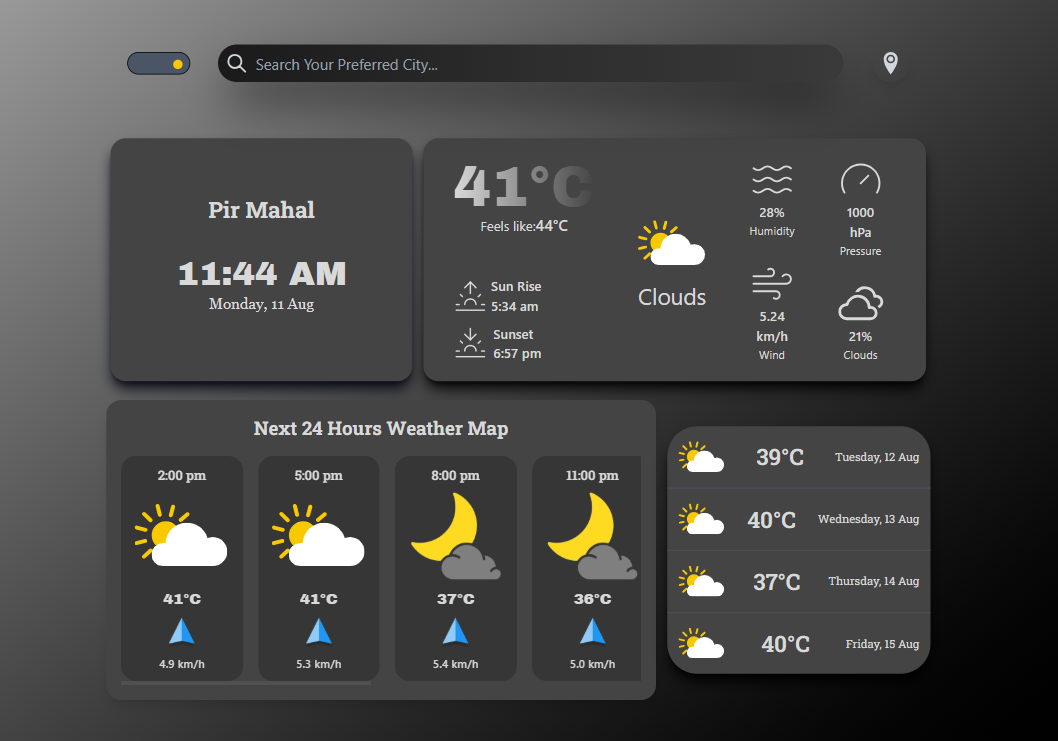 Search Your Preferred City...
Pir Mahal
11:44 AM
Monday, 11 Aug
41°C
Feels like:44°C
Sun Rise
5:34 am
Sunset
6:57 pm
Clouds
28%
Humidity
1000
hPa
Pressure
5.24
km/h
Wind
21%
Clouds
Next 24 Hours Weather Map
2:00 pm
41°C
4.9 km/h
5:00 pm
41°C
5.3 km/h
8:00 pm
37°C
5.4 km/h
11:00 pm
36°C
5.0 km/h
39°C Tuesday, 12 Aug
40°C Wednesday, 13 Aug
37°C Thursday, 14 Aug
40°C Friday, 15 Aug